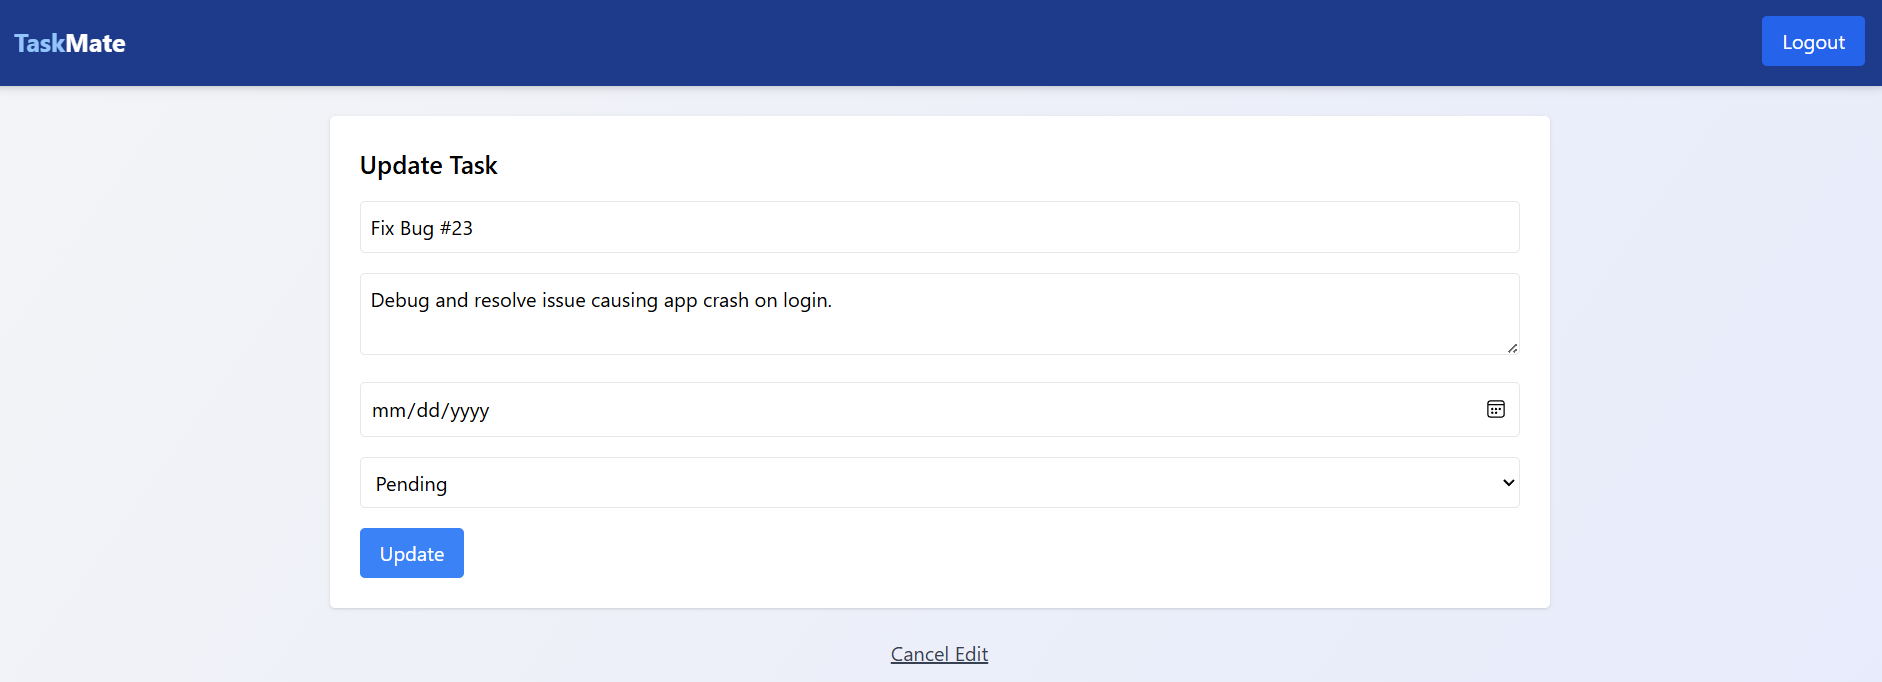 TaskMate
Logout
Update Task
Fix Bug #23
Debug and resolve issue causing app crash on login.
mm/dd/yyyy
Pending
Update
Cancel Edit